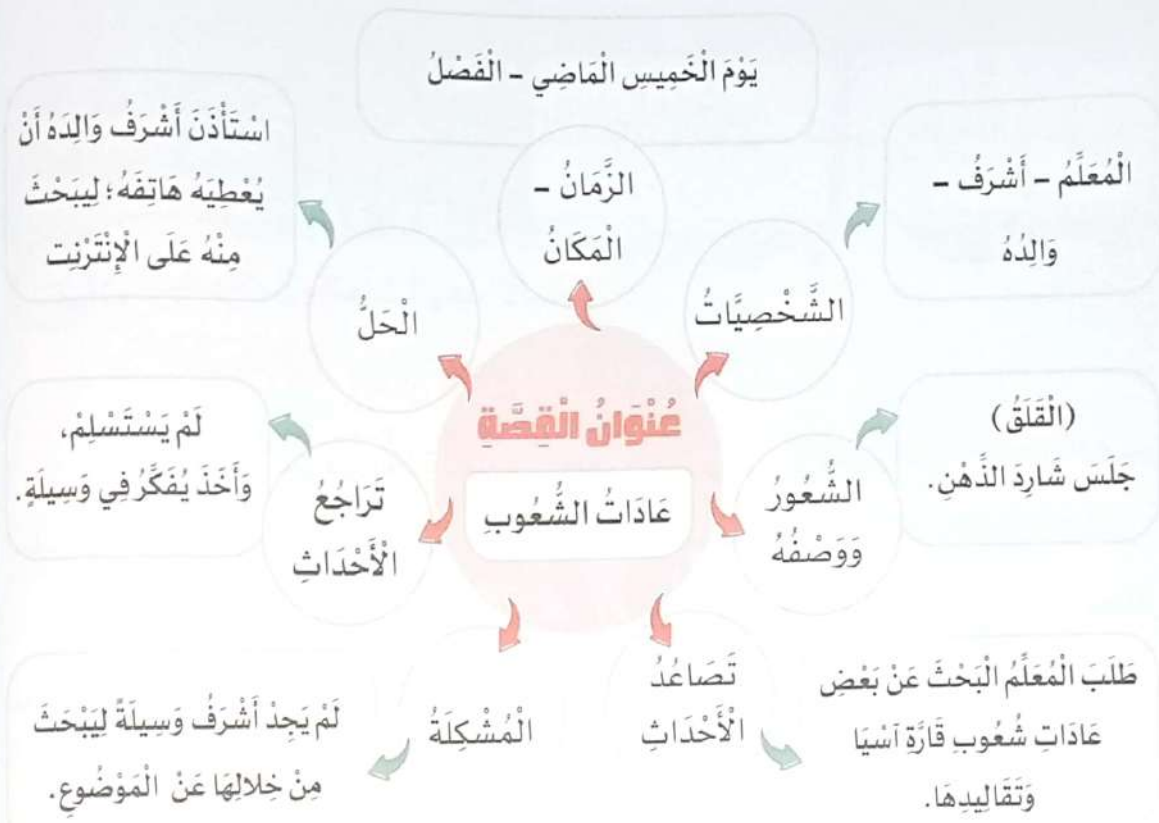 يَوْمَ الْخَمِيسِ الْمَاضِي – الْفَصْلُ
الزَّمَانُ –
الْمَكَانُ
الْمُعَلِّمُ – أَشْرَفُ –
وَالِدُهُ
الشَّخْصِيَّاتُ
اسْتَأْذَنَ أَشْرَفُ وَالِدَهُ أَنْ
يُعْطِيَهُ هَاتِفَهُ؛ لِيَبْحَثَ
مِنْهُ عَلَى الْإِنْتَرْنِت
الْحَلُّ
عُنْوَانُ الْقِصَّةِ
عَادَاتُ الشُّعُوبِ
(الْقَلَقُ)
جَلَسَ شَارِدَ الذِّهْنِ.
الشُّعُورُ
وَوَصْفُهُ
لَمْ يَسْتَسْلِمْ،
وَأَخَذَ يُفَكِّرُ فِي وَسِيلَةٍ.
تَرَاجُعُ
الْأَحْدَاثِ
تَصَاعُدُ
الْأَحْدَاثِ
طَلَبَ الْمُعَلِّمُ الْبَحْثَ عَنْ بَعْضِ
عَادَاتِ شُعُوبِ قَارَّةِ آسْيَا
وَتَقَالِيدِهَا.
الْمُشْكِلَةُ
لَمْ يَجِدْ أَشْرَفُ وَسِيلَةً لِيَبْحَثَ
مِنْ خِلَالِهَا عَنْ الْمَوْضُوعِ.